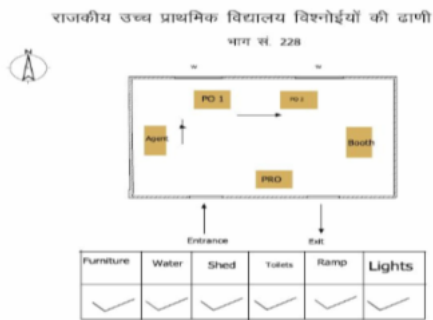 राजकीय उच्च प्राथमिक विद्यालय विश्नोईयों की ढाणी
भाग सं. 228
N
W W
PO 1 PO 2
Agent Booth
PRO
Entrance Exit
Furniture Water Shed Toilets Ramp Lights